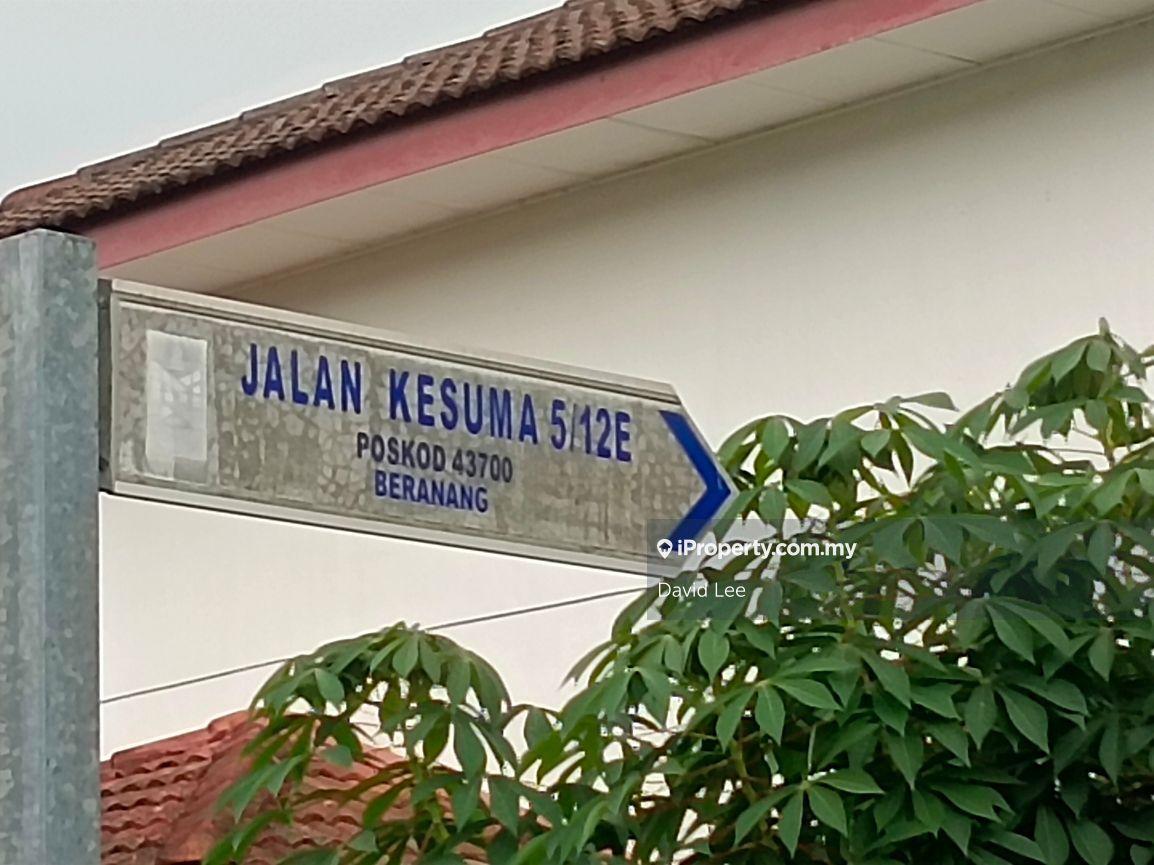 JALAN KESUMA 5/12E
POSKOD 43700
BERANANG
iProperty.com.my
David Lee